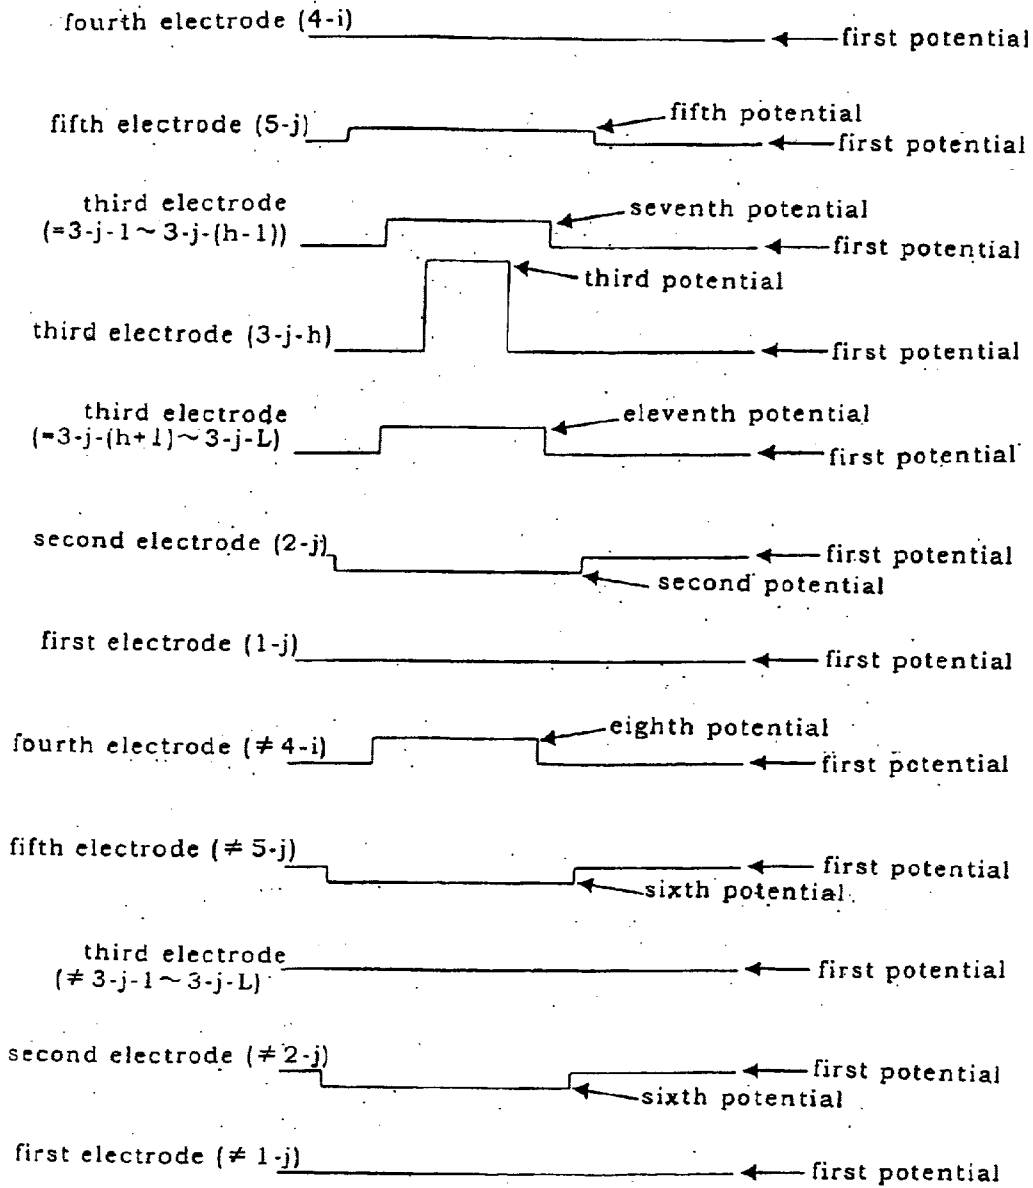 fourth electrode (4-i)
first potential
fifth electrode (5-j)
fifth potential
first potential
third electrode
(=3-j-1 ~ 3-j-(h-1))
seventh potential
first potential
third potential
third electrode (3-j-h)
first potential
third electrode
(=3-j-(h+1) ~ 3-j-L)
eleventh potential
first potential
second electrode (2-j)
first potential
second potential
first electrode (1-j)
first potential
fourth electrode (≠ 4-i)
eighth potential
first potential
fifth electrode (≠ 5-j)
first potential
sixth potential
third electrode
(≠ 3-j-1 ~ 3-j-L)
first potential
second electrode (≠ 2-j)
first potential
sixth potential
first electrode (≠ 1-j)
first potential